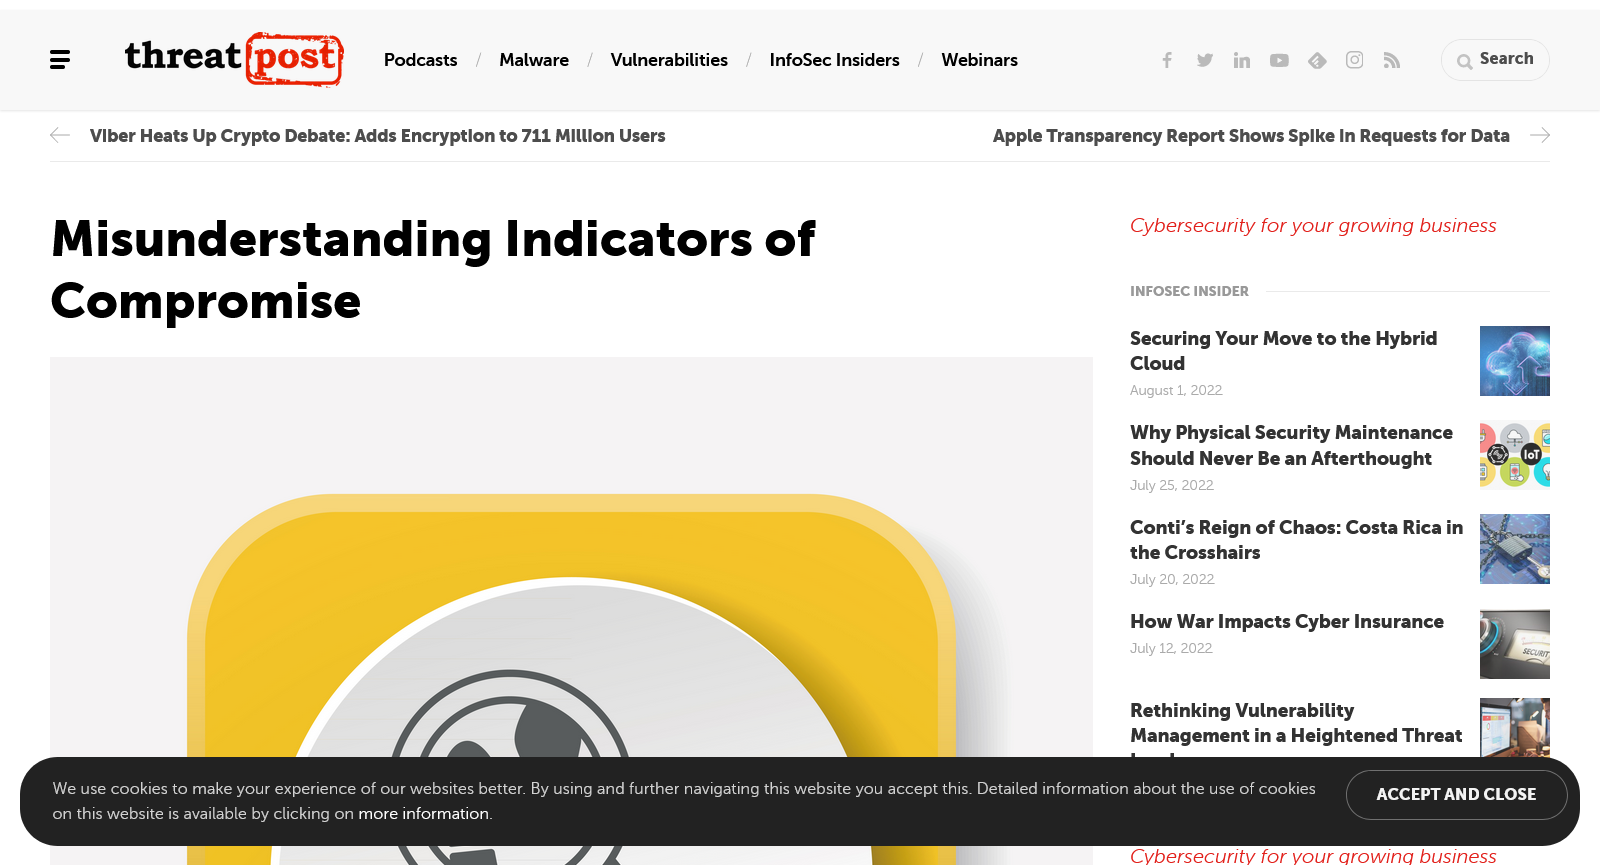 threatpost
Podcasts / Malware / Vulnerabilities / InfoSec Insiders / Webinars
Search
Viber Heats Up Crypto Debate: Adds Encryption to 711 Million Users
Apple Transparency Report Shows Spike in Requests for Data
Misunderstanding Indicators of
Compromise
Cybersecurity for your growing business
INFOSEC INSIDER
Securing Your Move to the Hybrid
Cloud
August 1, 2022
Why Physical Security Maintenance
Should Never Be an Afterthought
July 25, 2022
IoT
Conti’s Reign of Chaos: Costa Rica in
the Crosshairs
July 20, 2022
How War Impacts Cyber Insurance
July 12, 2022
SECURIT
Rethinking Vulnerability
Management in a Heightened Threat
We use cookies to make your experience of our websites better. By using and further navigating this website you accept this. Detailed information about the use of cookies
on this website is available by clicking on more information.
ACCEPT AND CLOSE
Cybersecurity for your growing business